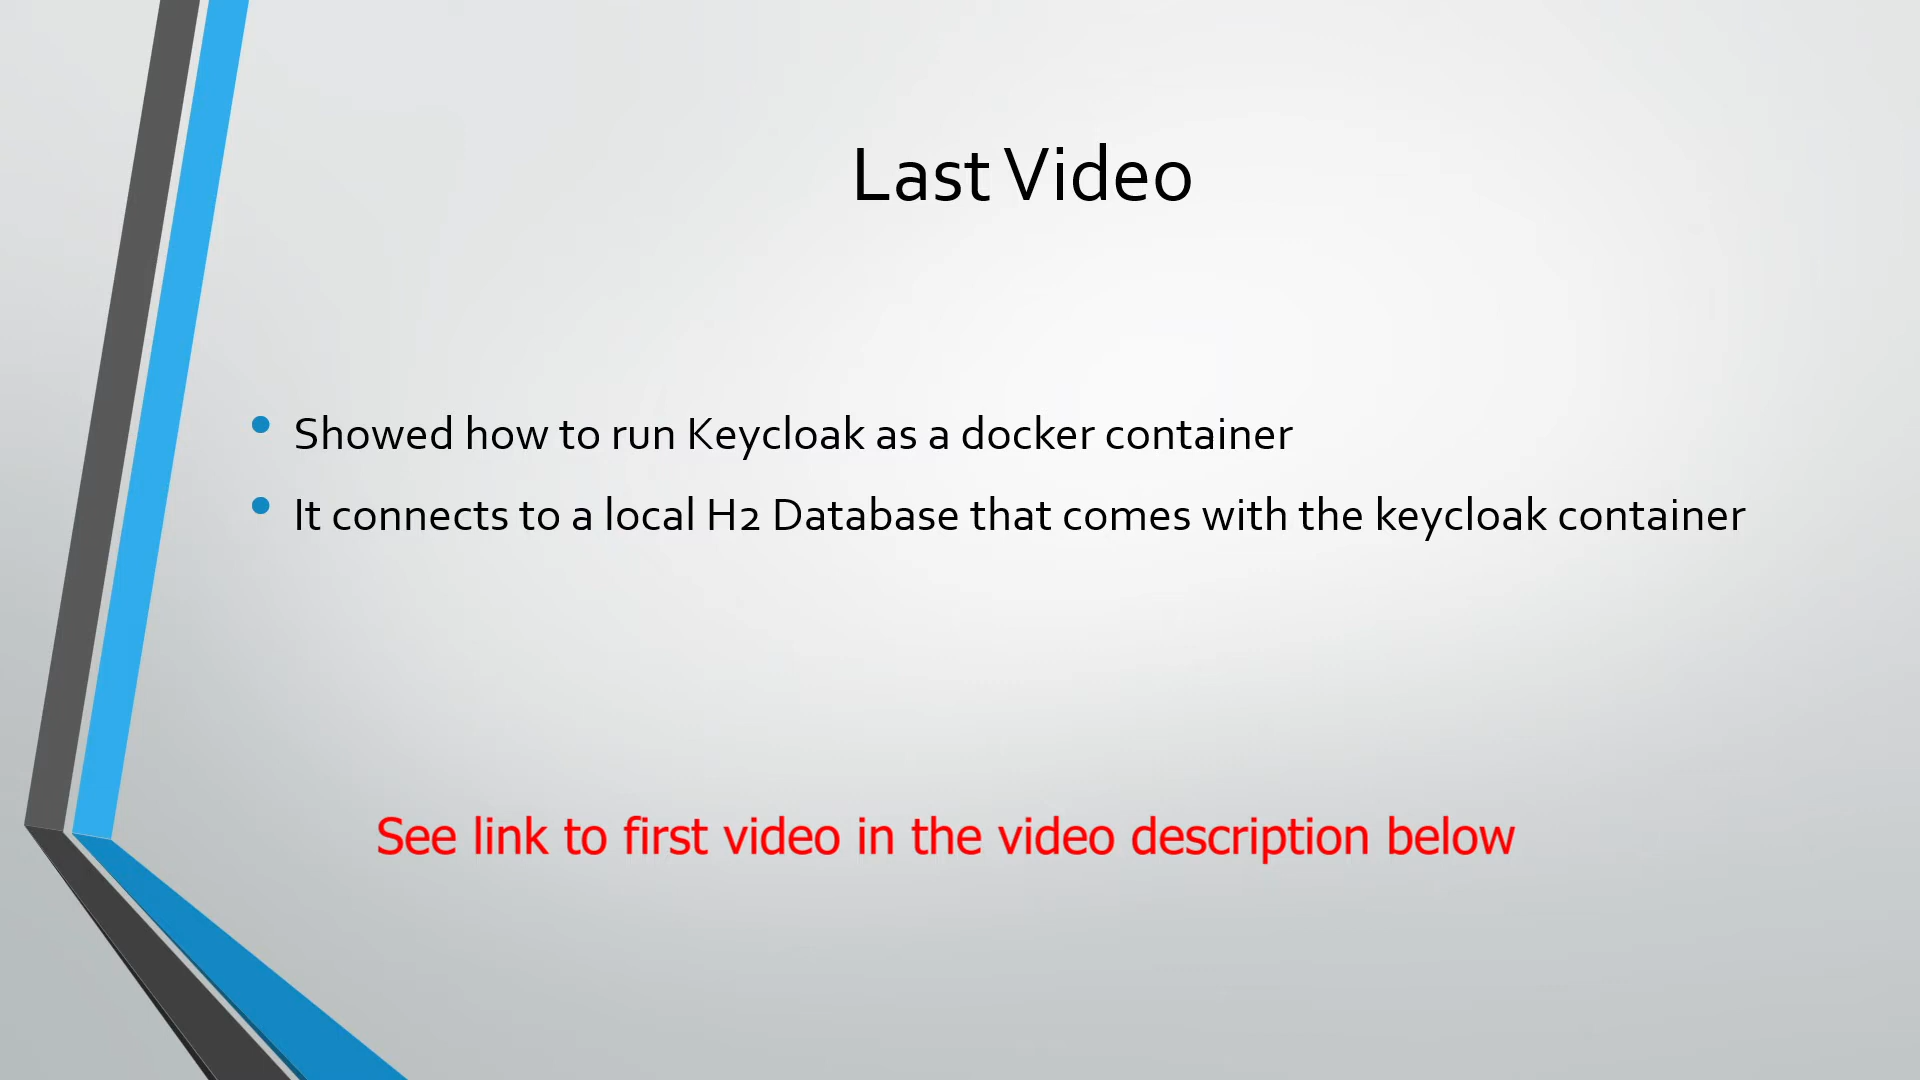 Last Video
Showed how to run Keycloak as a docker container
It connects to a local H2 Database that comes with the keycloak container
See link to first video in the video description below